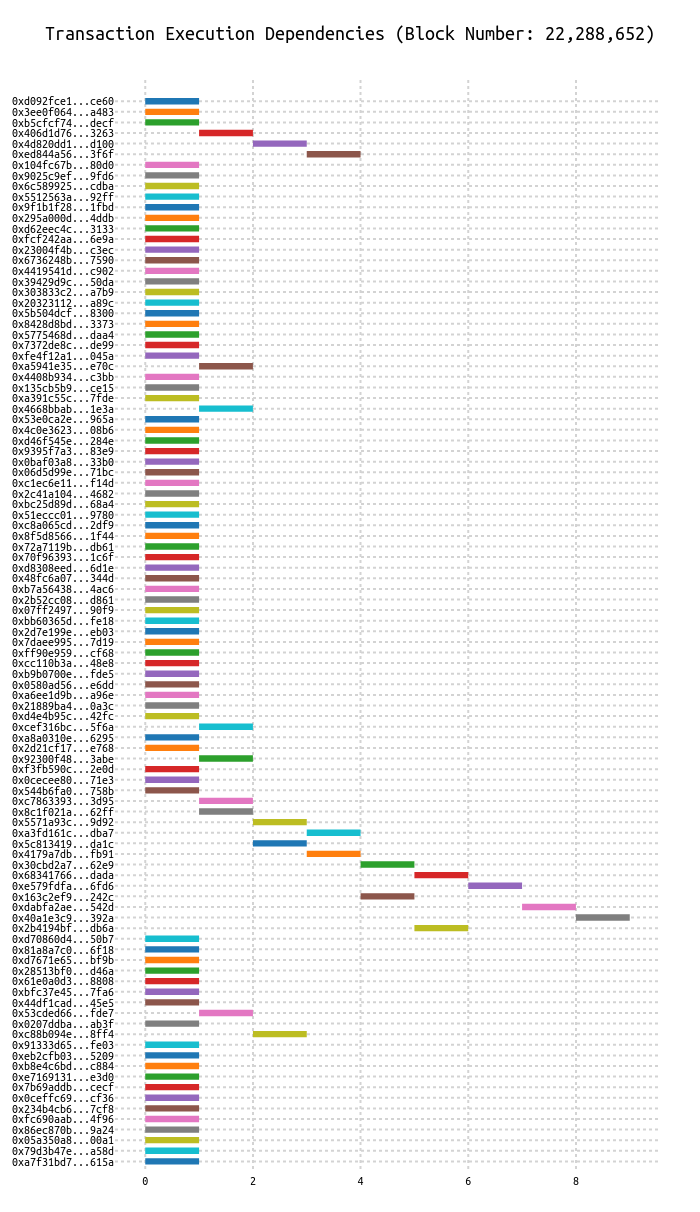 Transaction Execution Dependencies (Block Number: 22,288,652)
0xd092fce1...ce60
0x3ee0f064...a483
0xb5cfcf74...decf
0x406d1d76...3263
0x4d820dd1...d100
0xed844a56...3f6f
0x104fc67b...80d0
0x9025c9ef...9fd6
0x6c589925...cdba
0x5512563a...92ff
0x9f1b1f28...1fbd
0x295a000d...4ddb
0xd62eec4c...3133
0xfcf242aa...6e9a
0x23004f4b...c3ec
0x6736248b...7590
0x4419541d...c902
0x39429d9c...50da
0x303833c2...a7b9
0x20323112...a89c
0x5b504dcf...8300
0x8428d8bd...3373
0x5775468d...daa4
0x7372de8c...de99
0xfe4f12a1...045a
0xa5941e35...e70c
0x4408b934...c3bb
0x135cb5b9...ce15
0xa391c55c...7fde
0x4668bbab...1e3a
0x53e0ca2e...965a
0x4c0e3623...08b6
0xd46f545e...284e
0x9395f7a3...83e9
0x0baf03a8...33b0
0x06d5d99e...71bc
0xc1ec6e11...f14d
0x2c41a104...4682
0xbc25d89d...68a4
0x51eccc01...9780
0xc8a065cd...2df9
0x8f5d8566...1f44
0x72a7119b...db61
0x70f96393...1c6f
0xd8308eed...6d1e
0x48fc6a07...344d
0xb7a56438...4ac6
0x2b52cc08...d861
0x07ff2497...90f9
0xbb60365d...fe18
0x2d7e199e...eb03
0x7daee995...7d19
0xff90e959...cf68
0xcc110b3a...48e8
0xb9b0700e...fde5
0x0580ad56...e6dd
0xa6ee1d9b...a96e
0x21889ba4...0a3c
0xd4e4b95c...42fc
0xcef316bc...5f6a
0xa8a0310e...6295
0x2d21cf17...e768
0x92300f48...3abe
0xf3fb590c...2e0d
0x0cecee80...71e3
0x544b6fa0...758b
0xc7863393...3d95
0x8c1f021a...62ff
0x5571a93c...9d92
0xa3fd161c...dba7
0x5c813419...da1c
0x4179a7db...fb91
0x30cbd2a7...62e9
0x68341766...dada
0xe579fdfa...6fd6
0x163c2ef9...242c
0xdabfa2ae...542d
0x40a1e3c9...392a
0x2b4194bf...db6a
0xd70860d4...50b7
0x81a8a7c0...6f18
0xd7671e65...bf9b
0x28513bf0...d46a
0x61e0a0d3...8808
0xbfc37e45...7fa6
0x44df1cad...45e5
0x53cded66...fde7
0x0207ddba...ab3f
0xc88b094e...8ff4
0x91333d65...fe03
0xeb2cfb03...5209
0xb8e4c6bd...c884
0xe7169131...e3d0
0x7b69addb...cecf
0x0ceffc69...cf36
0x234b4cb6...7cf8
0xfc690aab...4f96
0x86ec870b...9a24
0x05a350a8...00a1
0x79d3b47e...a58d
0xa7f31bd7...615a
0 2 4 6 8